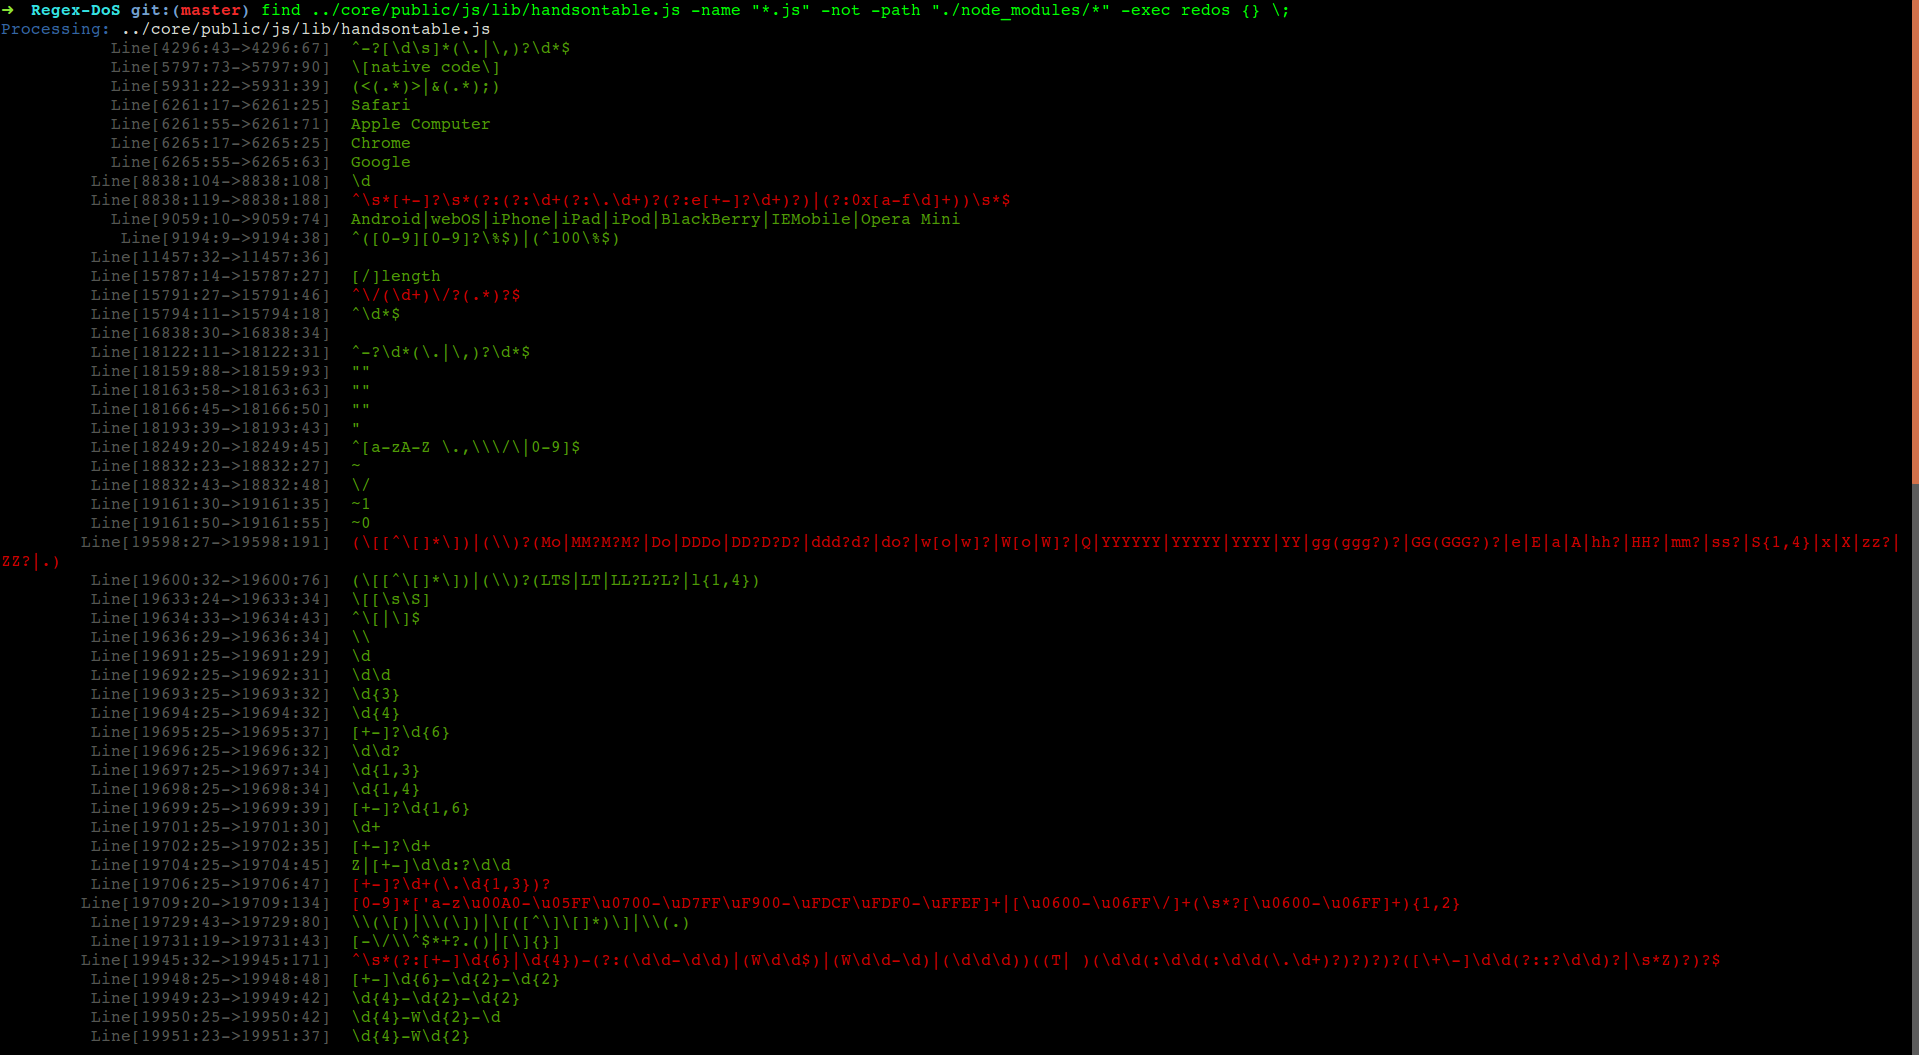 → Regex-DoS git:(master) find ../core/public/js/lib/handsontable.js -name "*.js" -not -path "./node_modules/*" -exec redos {} \;
Processing: ../core/public/js/lib/handsontable.js
Line[4296:43->4296:67] ^-?[\d\s]*(\.|\,)?\d*$
Line[5797:73->5797:90] \[native code\]
Line[5931:22->5931:39] (<(.*)>|&(.*);)
Line[6261:17->6261:25] Safari
Line[6261:55->6261:71] Apple Computer
Line[6265:17->6265:25] Chrome
Line[6265:55->6265:63] Google
Line[8838:104->8838:108] \d
Line[8838:119->8838:188] ^\s*[+-]?\s*(?:(?:\d+(?:\.\d+)?(?:e[+-]?\d+)?)|(?:0x[a-f\d]+))\s*$
Line[9059:10->9059:74] Android|webOS|iPhone|iPad|iPod|BlackBerry|IEMobile|Opera Mini
Line[9194:9->9194:38] ^([0-9][0-9]?\%$)|(^100\%$)
Line[11457:32->11457:36]
Line[15787:14->15787:27] [/]length
Line[15791:27->15791:46] ^\/(\d+)\/?(.*)?$
Line[15794:11->15794:18] ^\d*$
Line[16838:30->16838:34]
Line[18122:11->18122:31] ^-?\d*(\.|\,)?\d*$
Line[18159:88->18159:93] ""
Line[18163:58->18163:63] ""
Line[18166:45->18166:50] ""
Line[18193:39->18193:43] "
Line[18249:20->18249:45] ^[a-zA-Z \.,\\\/\|0-9]$
Line[18832:23->18832:27] ~
Line[18832:43->18832:48] \/
Line[19161:30->19161:35] ~1
Line[19161:50->19161:55] ~0
Line[19598:27->19598:191] (\[[^\[]*\])|(\\)?(Mo|MM?M?M?|Do|DDDo|DD?D?D?|ddd?d?|do?|w[o|w]?|W[o|W]?|Q|YYYYYY|YYYYY|YYYY|YY|gg(ggg?)?|GG(GGG?)?|e|E|a|A|hh?|HH?|mm?|ss?|S{1,4}|x|X|zz?|
ZZ?|.)
Line[19600:32->19600:76] (\[[^\[]*\])|(\\)?(LTS|LT|LL?L?L?|l{1,4})
Line[19633:24->19633:34] \[[\s\S]
Line[19634:33->19634:43] ^\[|\]$
Line[19636:29->19636:34] \\
Line[19691:25->19691:29] \d
Line[19692:25->19692:31] \d\d
Line[19693:25->19693:32] \d{3}
Line[19694:25->19694:32] \d{4}
Line[19695:25->19695:37] [+-]?\d{6}
Line[19696:25->19696:32] \d\d?
Line[19697:25->19697:34] \d{1,3}
Line[19698:25->19698:34] \d{1,4}
Line[19699:25->19699:39] [+-]?\d{1,6}
Line[19701:25->19701:30] \d+
Line[19702:25->19702:35] [+-]?\d+
Line[19704:25->19704:45] Z|[+-]\d\d:?\d\d
Line[19706:25->19706:47] [+-]?\d+(\.\d{1,3})?
Line[19709:20->19709:134] [0-9]*['a-z\u00A0-\u05FF\u0700-\uD7FF\uF900-\uFDCF\uFDF0-\uFFEF]+|[\u0600-\u06FF\/]+(\s*?[\u0600-\u06FF]+){1,2}
Line[19729:43->19729:80] \\(\[)|\\(\])|\[([^\]\[]*)\]|\\(.)
Line[19731:19->19731:43] [-\/\\^$*+?.()|[\]{}]
Line[19945:32->19945:171] ^\s*(?:[+-]\d{6}|\d{4})-(?:(\d\d-\d\d)|(W\d\d$)|(W\d\d-\d)|(\d\d\d))((T| )(\d\d(:\d\d(:\d\d(\.\d+)?)?)?)?([\+\-]\d\d(?::?\d\d)?|\s*Z)?)?$
Line[19948:25->19948:48] [+-]\d{6}-\d{2}-\d{2}
Line[19949:23->19949:42] \d{4}-\d{2}-\d{2}
Line[19950:25->19950:42] \d{4}-W\d{2}-\d
Line[19951:23->19951:37] \d{4}-W\d{2}